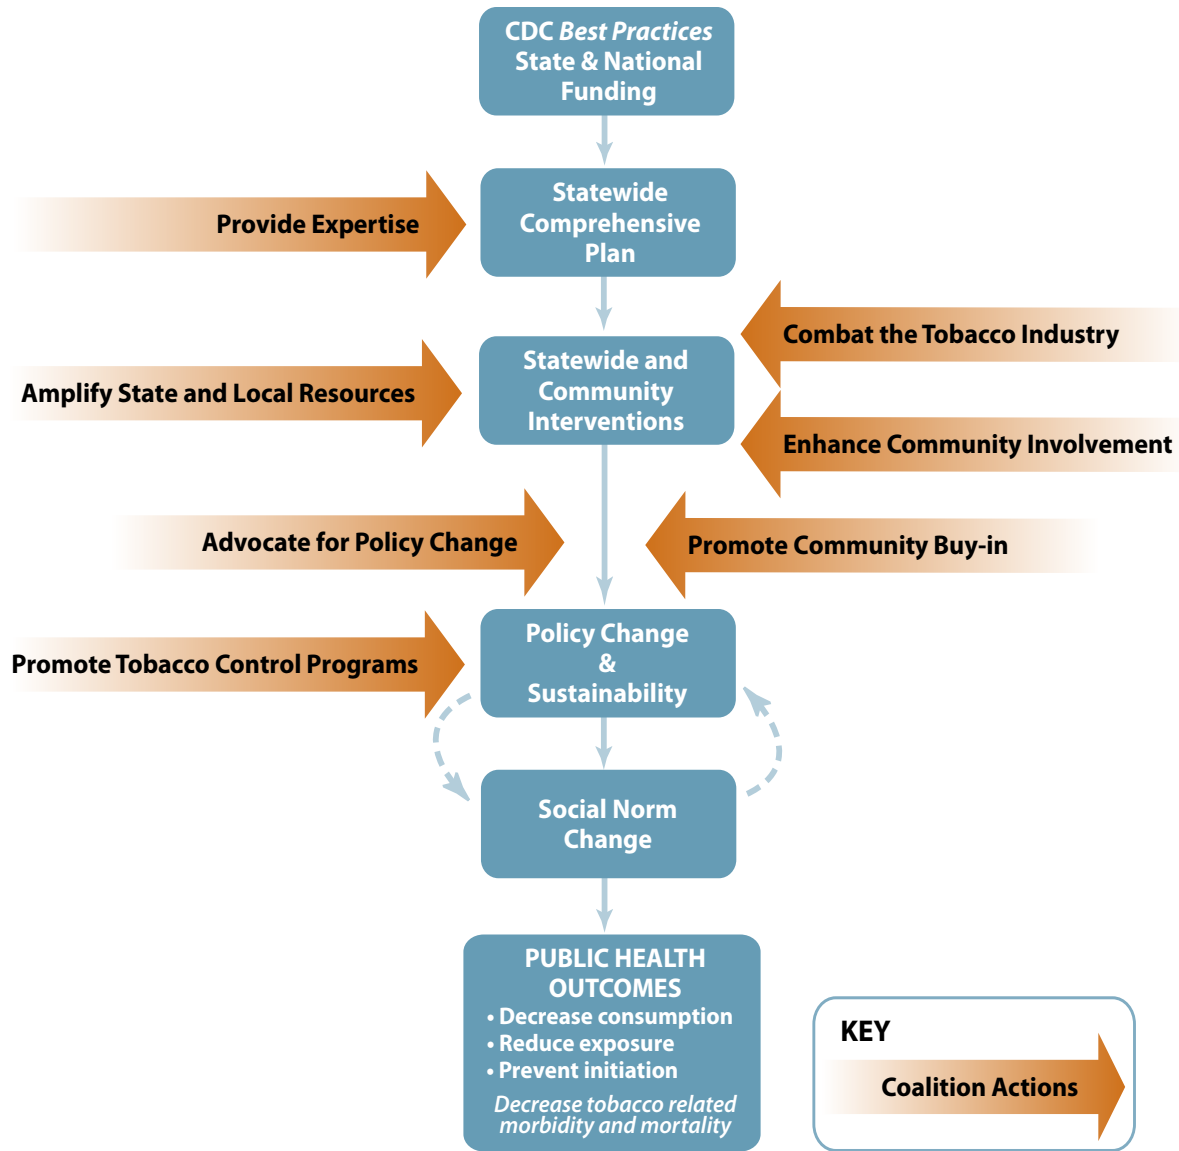 CDC Best Practices
State & National
Funding
Statewide
Comprehensive
Plan
Provide Expertise
Combat the Tobacco Industry
Statewide and
Community
Interventions
Amplify State and Local Resources
Enhance Community Involvement
Advocate for Policy Change
Promote Community Buy-in
Policy Change
&
Sustainability
Promote Tobacco Control Programs
Social Norm
Change
PUBLIC HEALTH
OUTCOMES
• Decrease consumption
• Reduce exposure
• Prevent initiation
Decrease tobacco related
morbidity and mortality
KEY
Coalition Actions